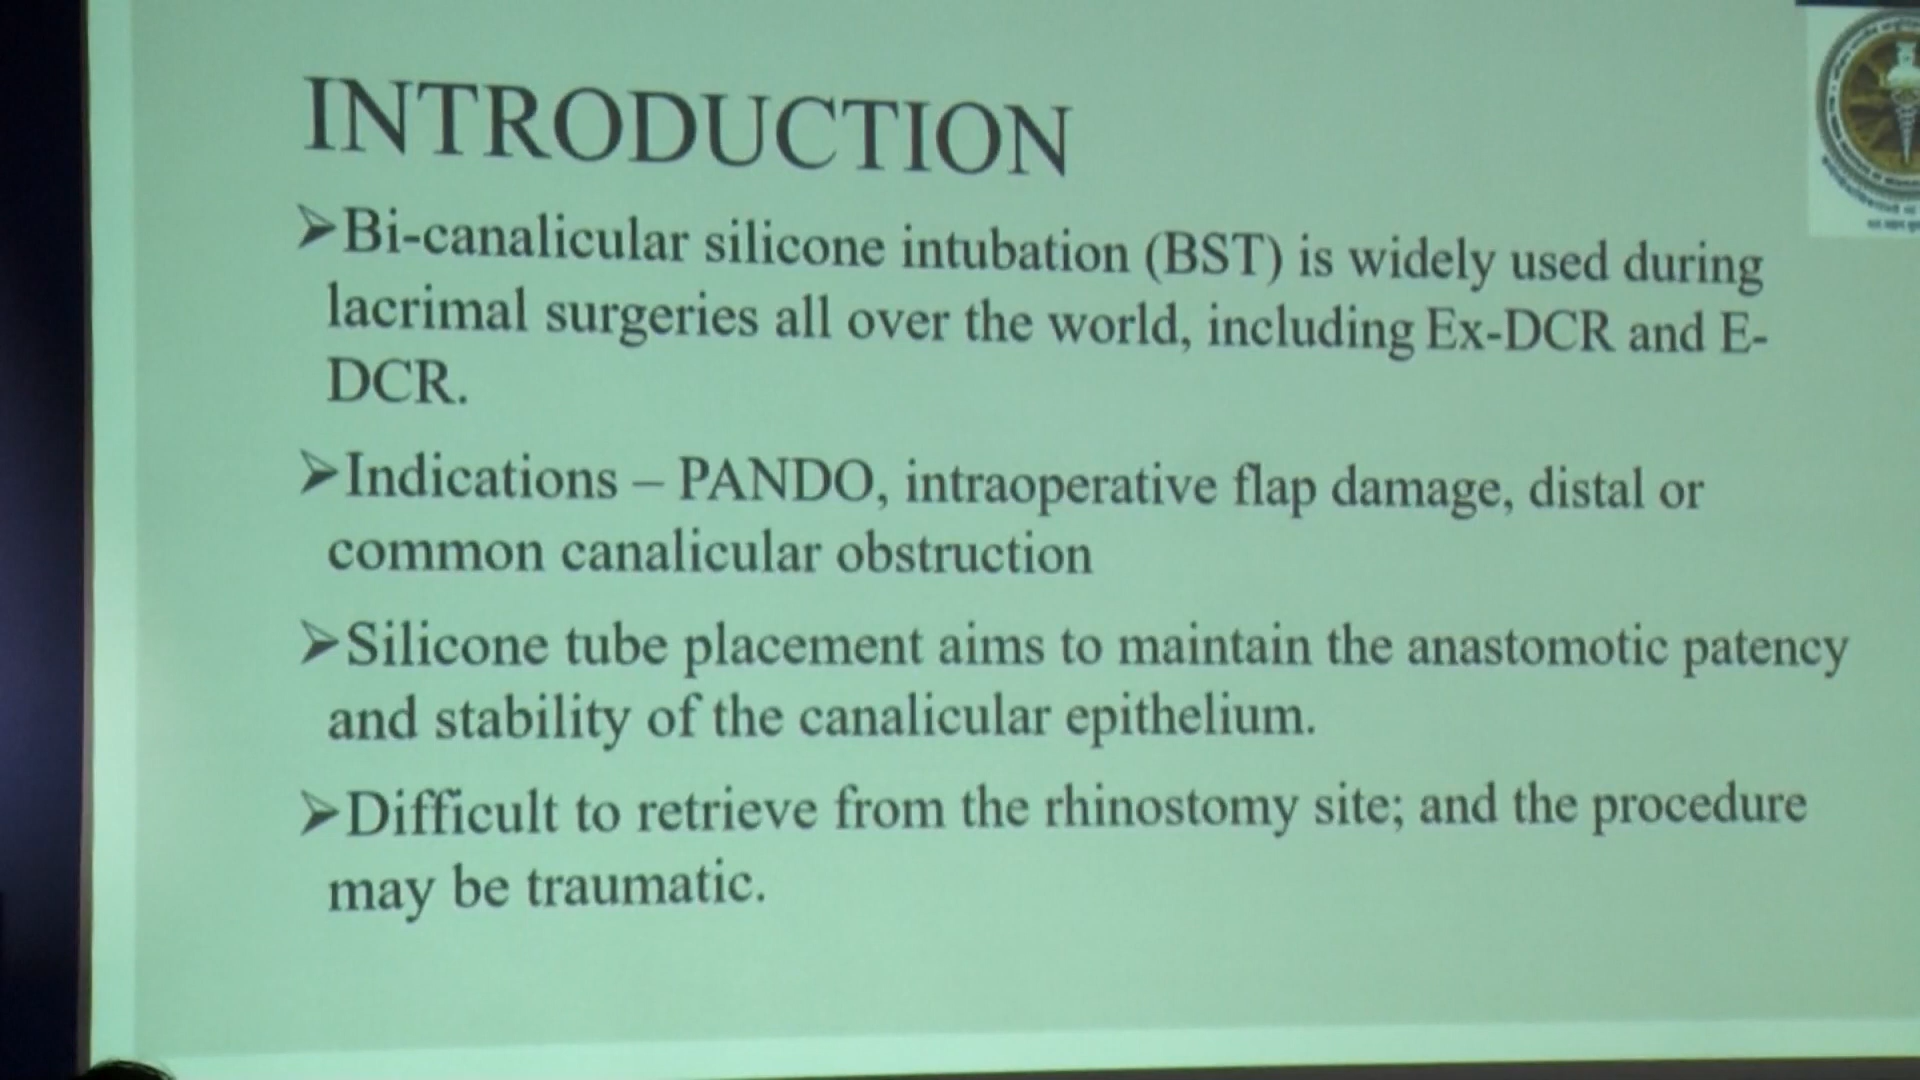 INTRODUCTION
➢Bi-canalicular silicone intubation (BST) is widely used during
lacrimal surgeries all over the world, including Ex-DCR and E-
DCR.
➢Indications – PANDO, intraoperative flap damage, distal or
common canalicular obstruction
➢Silicone tube placement aims to maintain the anastomotic patency
and stability of the canalicular epithelium.
➢Difficult to retrieve from the rhinostomy site; and the procedure
may be traumatic.